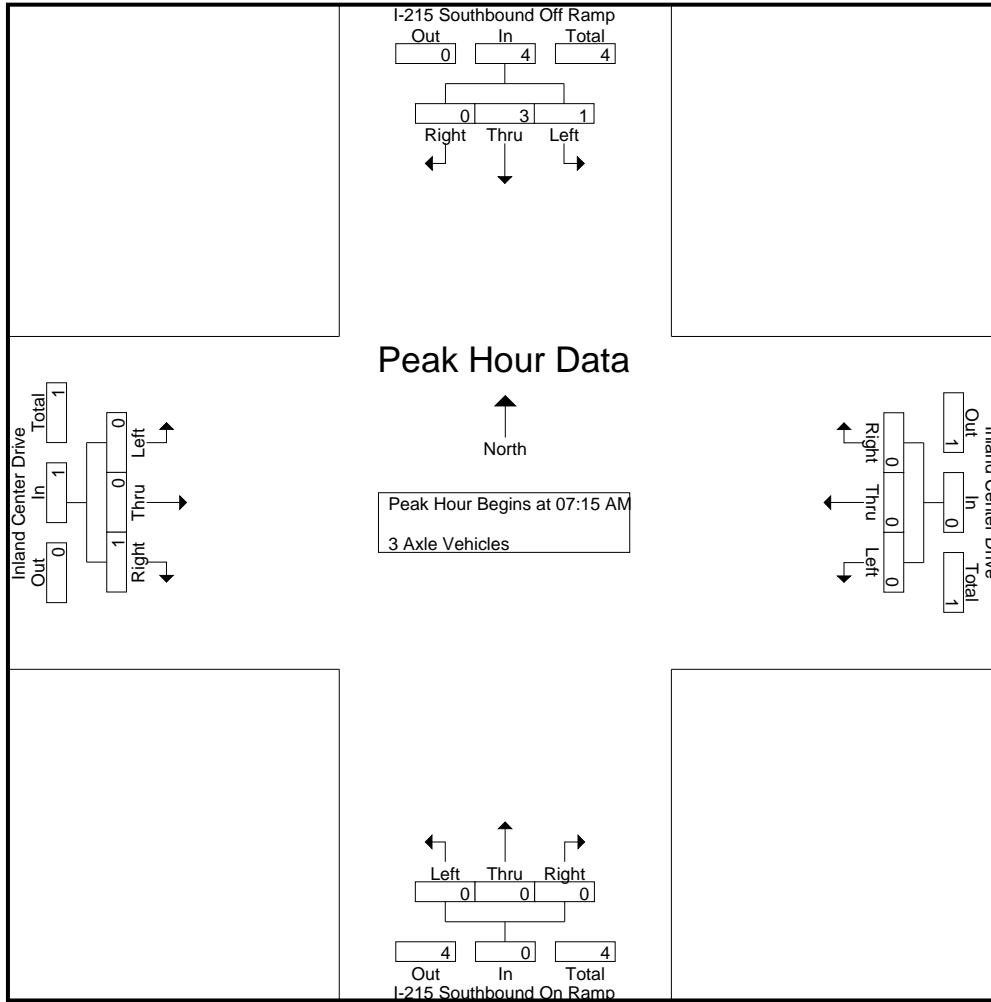 I-215 Southbound Off Ramp
Out In Total
0 4 4
0 3 1
Right Thru Left
Peak Hour Data
North
Peak Hour Begins at 07:15 AM
3 Axle Vehicles
Inland Center Drive
Total In Out
1 1 0
0 0 1
Left Thru Right
Right Thru Left
0 0 0
Out In Total
1 0 1
Inland Center Drive
Left Thru Right
0 0 0
4 0 4
Out In Total
I-215 Southbound On Ramp